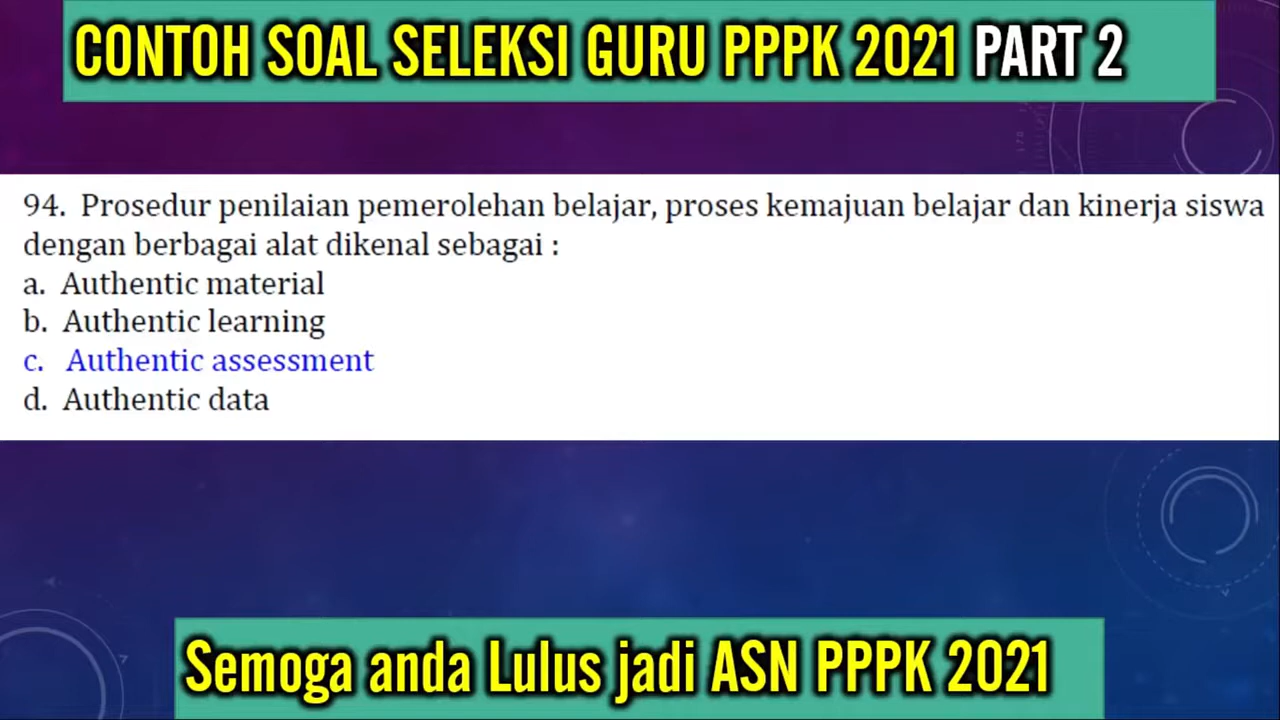 CONTOH SOAL SELEKSI GURU PPPK 2021 PART 2
94. Prosedur penilaian pemerolehan belajar, proses kemajuan belajar dan kinerja siswa
dengan berbagai alat dikenal sebagai :
a. Authentic material
b. Authentic learning
c. Authentic assessment
d. Authentic data
Semoga anda Lulus jadi ASN PPPK 2021